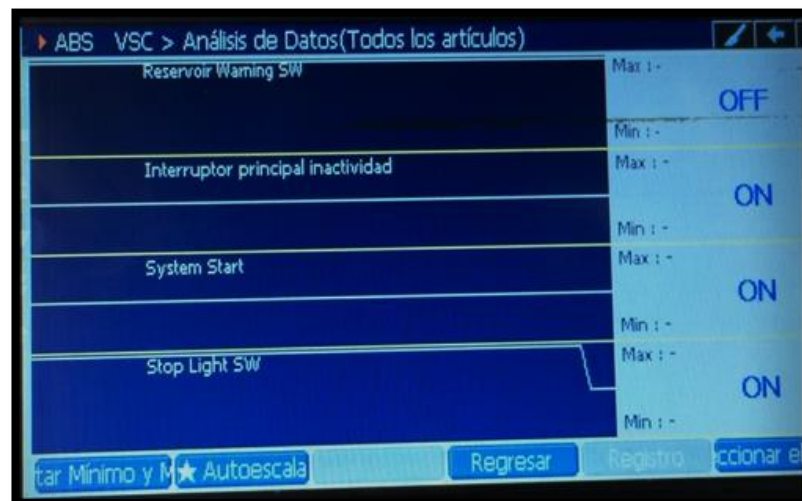 ABS VSC > Análisis de Datos(Todos los artículos)
Reservoir Warning SW
Max : -
OFF
Min : -
Interruptor principal inactividad
Max : -
ON
Min : -
System Start
Max : -
ON
Min : -
Stop Light SW
Max : -
ON
Min : -
tar Mínimo y M
★ Autoescala
Regresar
Registro
ccionar e